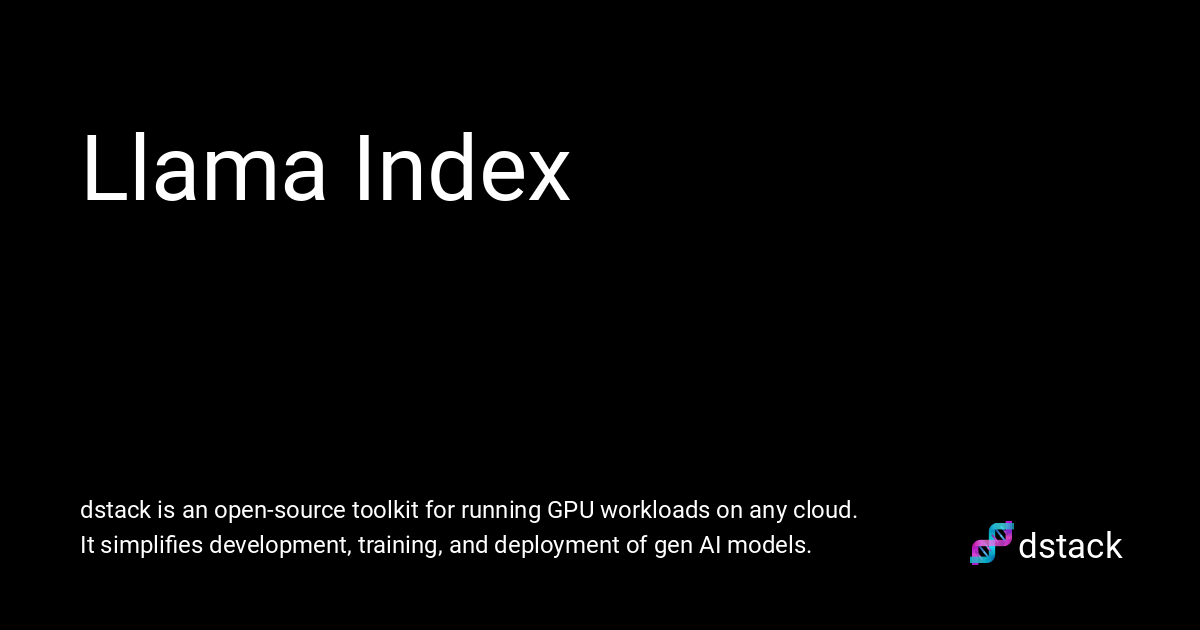 Llama Index
dstack is an open-source toolkit for running GPU workloads on any cloud.
It simplifies development, training, and deployment of gen AI models.
dstack